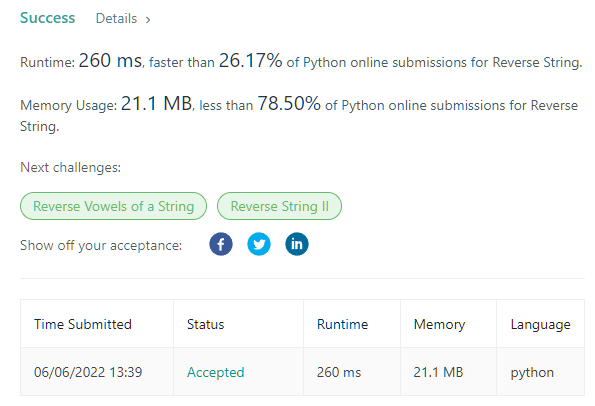 Success Details ›
Runtime: 260 ms, faster than 26.17% of Python online submissions for Reverse String.
Memory Usage: 21.1 MB, less than 78.50% of Python online submissions for Reverse
String.
Next challenges:
Reverse Vowels of a String Reverse String II
Show off your acceptance: f in
Time Submitted Status Runtime Memory Language
06/06/2022 13:39 Accepted 260 ms 21.1 MB python